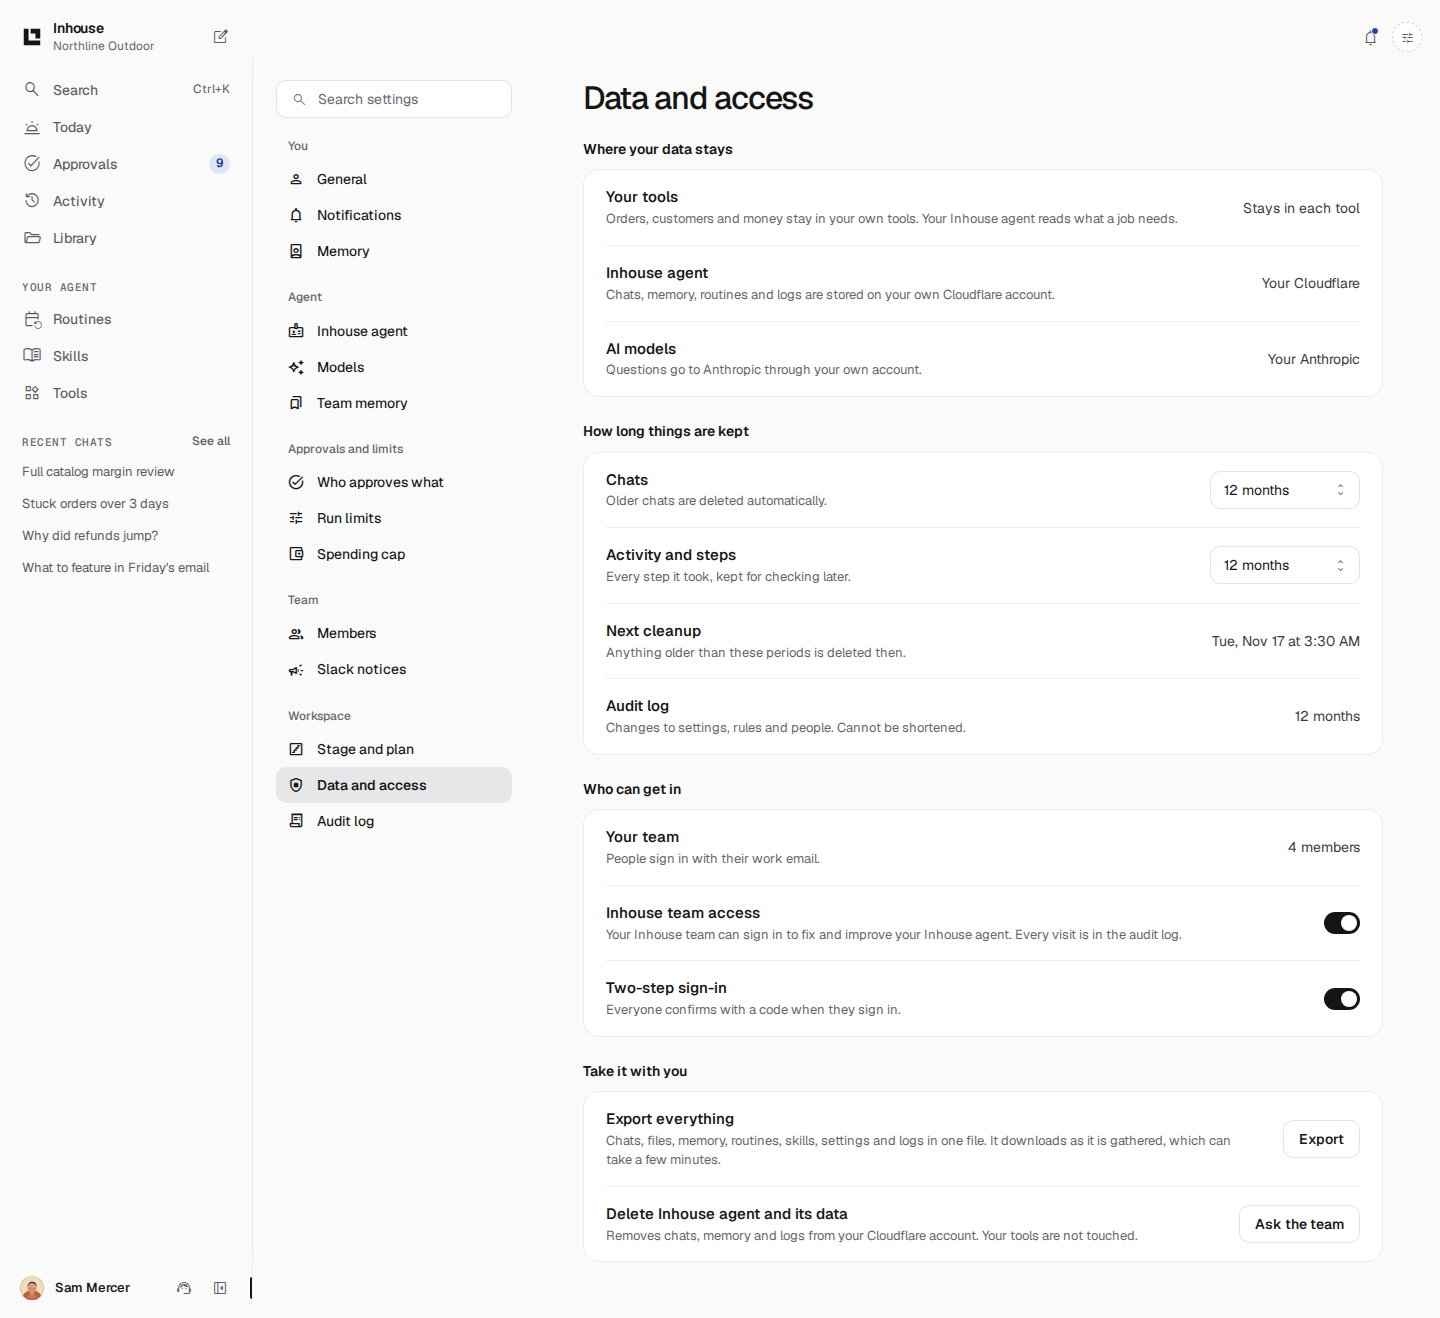 Inhouse
Northline Outdoor
Search
Ctrl+K
Today
Approvals
9
Activity
Library
YOUR AGENT
Routines
Skills
Tools
RECENT CHATS
See all
Full catalog margin review
Stuck orders over 3 days
Why did refunds jump?
What to feature in Friday's email
Sam Mercer
Search settings
You
General
Notifications
Memory
Agent
Inhouse agent
Models
Team memory
Approvals and limits
Who approves what
Run limits
Spending cap
Team
Members
Slack notices
Workspace
Stage and plan
Data and access
Audit log
Data and access
Where your data stays
Your tools
Orders, customers and money stay in your own tools. Your Inhouse agent reads what a job needs.
Stays in each tool
Inhouse agent
Chats, memory, routines and logs are stored on your own Cloudflare account.
Your Cloudflare
AI models
Questions go to Anthropic through your own account.
Your Anthropic
How long things are kept
Chats
Older chats are deleted automatically.
12 months
Activity and steps
Every step it took, kept for checking later.
12 months
Next cleanup
Anything older than these periods is deleted then.
Tue, Nov 17 at 3:30 AM
Audit log
Changes to settings, rules and people. Cannot be shortened.
12 months
Who can get in
Your team
People sign in with their work email.
4 members
Inhouse team access
Your Inhouse team can sign in to fix and improve your Inhouse agent. Every visit is in the audit log.
Two-step sign-in
Everyone confirms with a code when they sign in.
Take it with you
Export everything
Chats, files, memory, routines, skills, settings and logs in one file. It downloads as it is gathered, which can
take a few minutes.
Export
Delete Inhouse agent and its data
Removes chats, memory and logs from your Cloudflare account. Your tools are not touched.
Ask the team